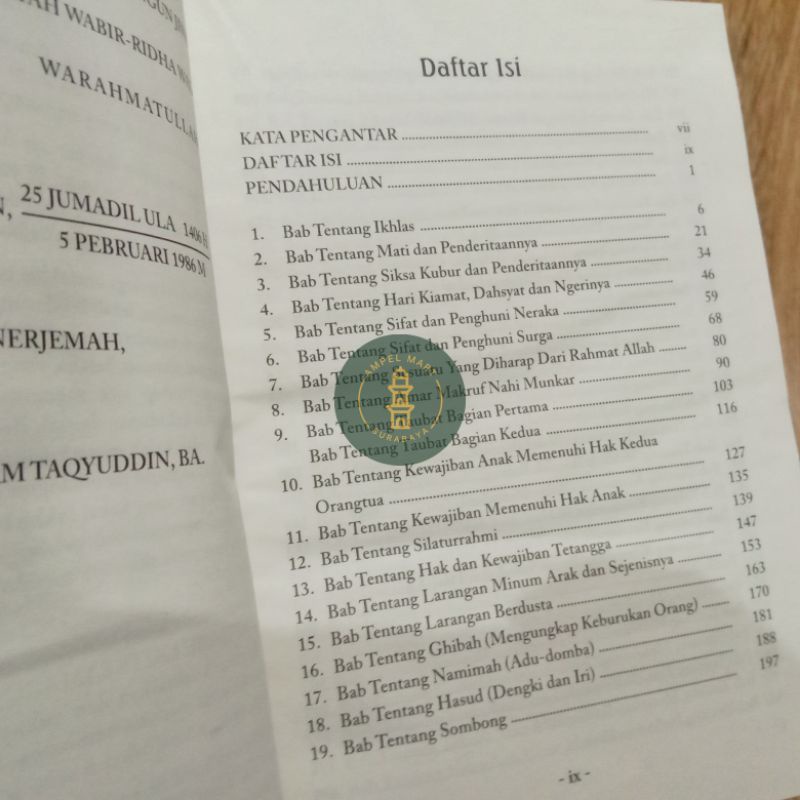 WABIR-RIDHA
WARAHMATULLAH
25 JUMADIL ULA 1406 H
5 PEBRUARI 1986 M
NERJEMAH,
M TAQYUDDIN, BA.
Daftar Isi
KATA PENGANTAR ........ vii
DAFTAR ISI ........ ix
PENDAHULUAN ........ 1
1. Bab Tentang Ikhlas ........ 6
2. Bab Tentang Mati dan Penderitaannya ........ 21
3. Bab Tentang Siksa Kubur dan Penderitaannya ........ 34
4. Bab Tentang Hari Kiamat, Dahsyat dan Ngerinya ........ 46
5. Bab Tentang Sifat dan Penghuni Neraka ........ 59
6. Bab Tentang Sifat dan Penghuni Surga ........ 68
7. Bab Tentang Sesuatu Yang Diharap Dari Rahmat Allah ........ 80
8. Bab Tentang Amar Makruf Nahi Munkar ........ 90
9. Bab Tentang Taubat Bagian Pertama ........ 103
Bab Tentang Taubat Bagian Kedua ........ 116
10. Bab Tentang Kewajiban Anak Memenuhi Hak Kedua
Orangtua ........ 127
11. Bab Tentang Kewajiban Memenuhi Hak Anak ........ 135
12. Bab Tentang Silaturrahmi ........ 139
13. Bab Tentang Hak dan Kewajiban Tetangga ........ 147
14. Bab Tentang Larangan Minum Arak dan Sejenisnya ........ 153
15. Bab Tentang Larangan Berdusta ........ 163
16. Bab Tentang Ghibah (Mengungkap Keburukan Orang) ........ 170
17. Bab Tentang Namimah (Adu-domba) ........ 181
18. Bab Tentang Hasud (Dengki dan Iri) ........ 188
19. Bab Tentang Sombong ........ 197
- ix -
AMPEL MART
SURABAYA